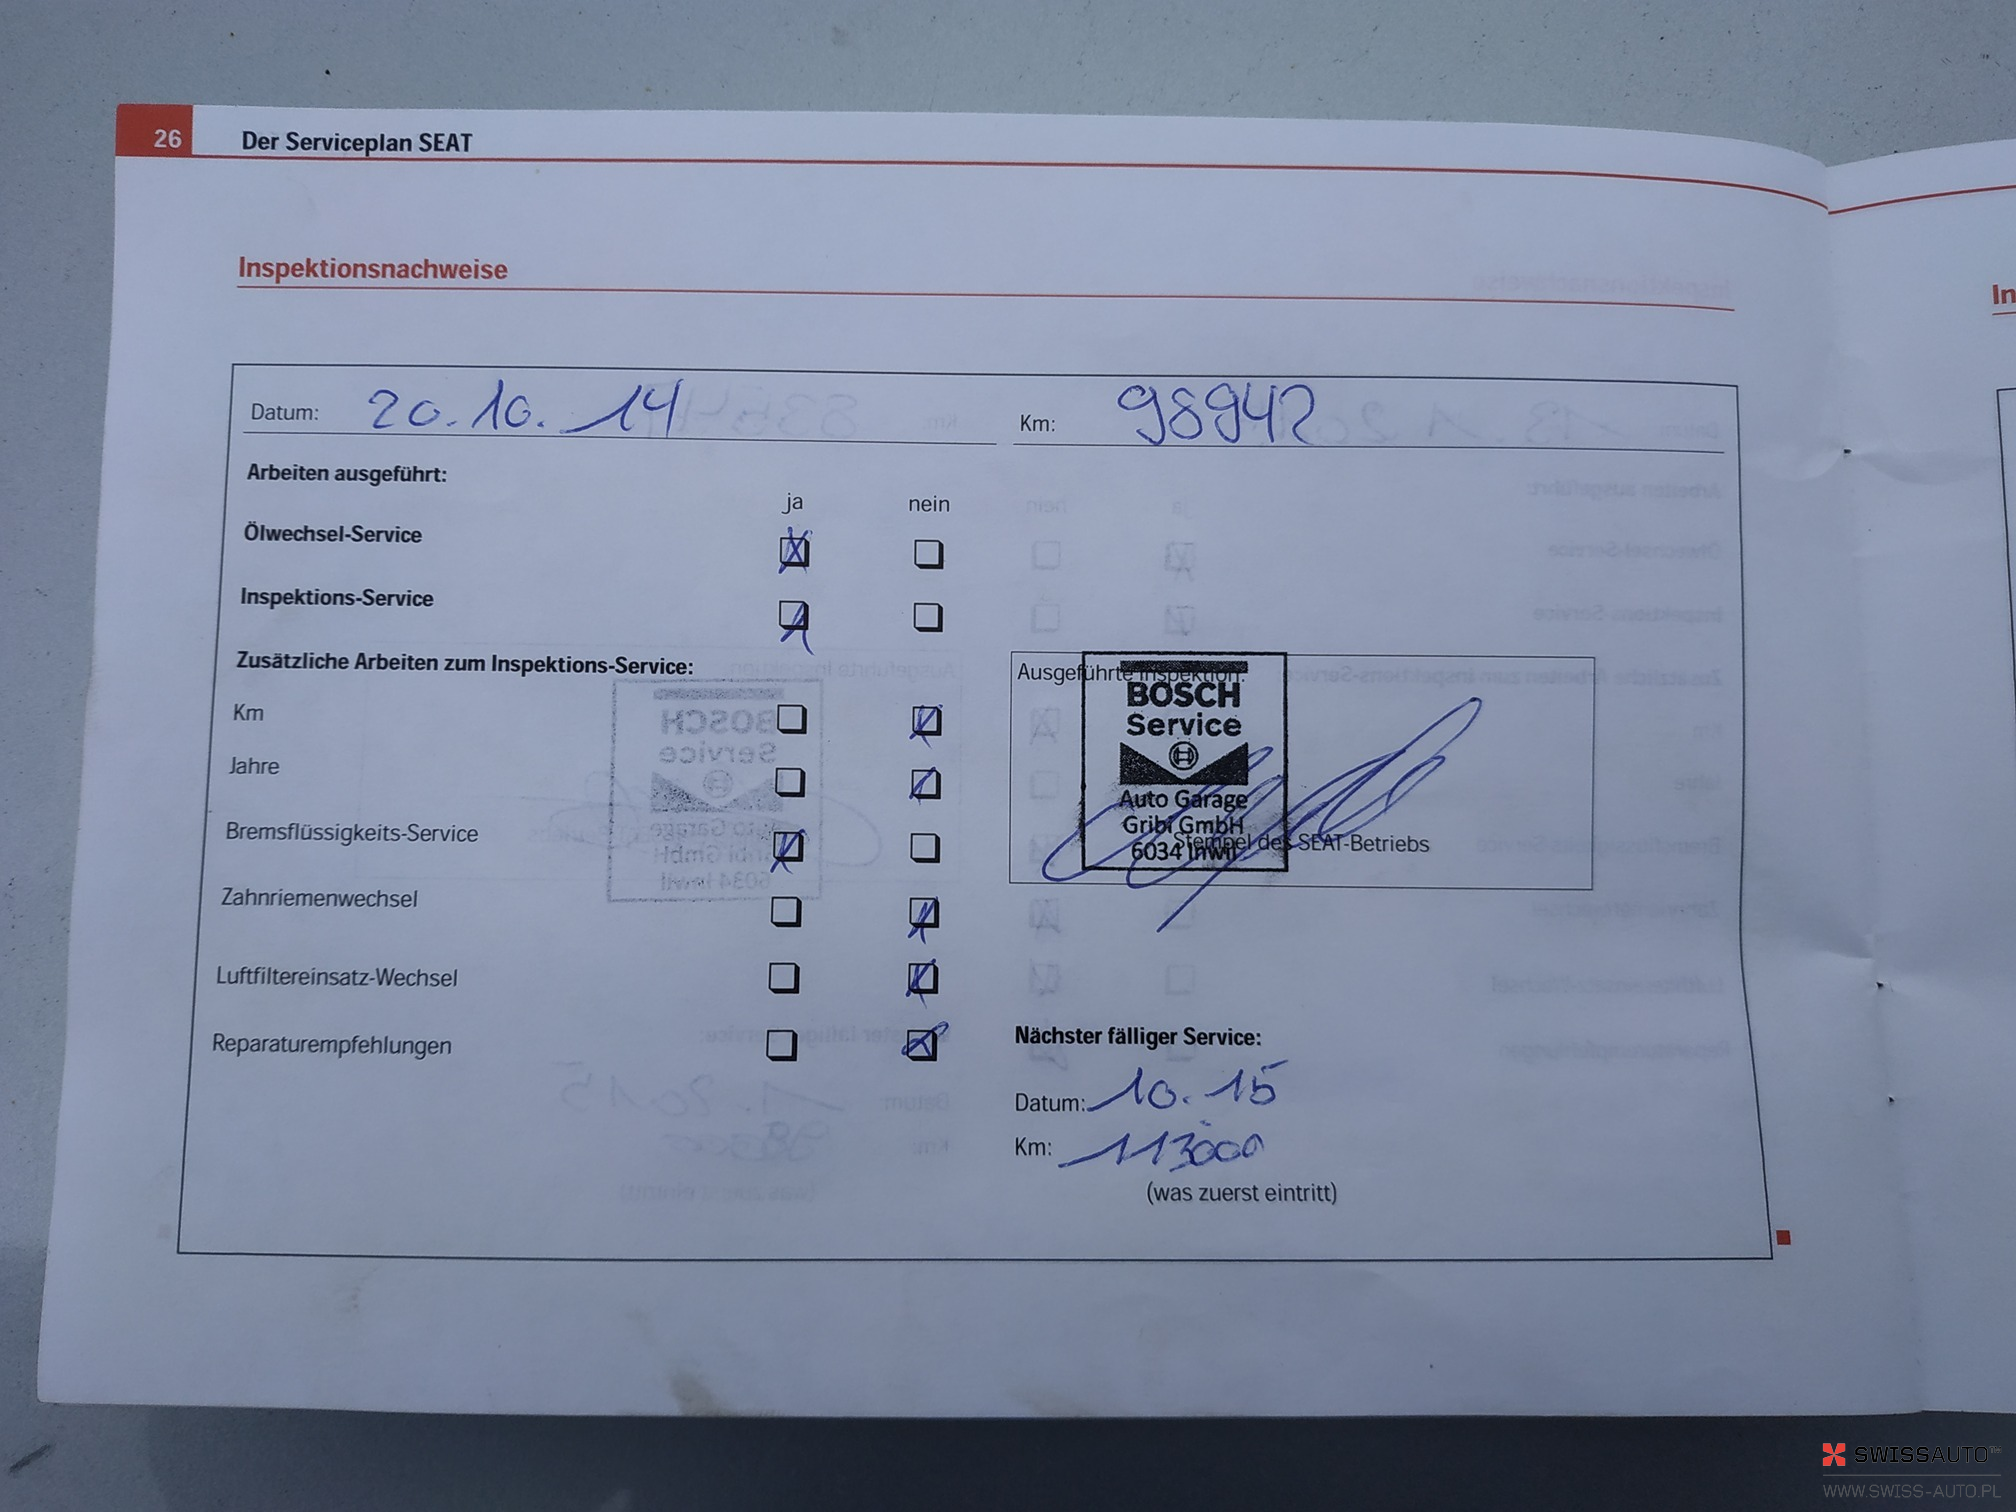 26 Der Serviceplan SEAT
Inspektionsnachweise
In
Datum: 20.10.14 Km: 98942
Arbeiten ausgeführt:
ja nein
Ölwechsel-Service
Inspektions-Service
Zusätzliche Arbeiten zum Inspektions-Service:
Km
Jahre
Bremsflüssigkeits-Service
Zahnriemenwechsel
Luftfiltereinsatz-Wechsel
Reparaturempfehlungen
Ausgeführte Inspektion:
BOSCH
Service
Auto Garage
Gribi GmbH
6034 Inwil
Stempel des SEAT-Betriebs
Nächster fälliger Service:
Datum: 10.15
Km: 113000
(was zuerst eintritt)
SWISSAUTO
WWW.SWISS-AUTO.PL